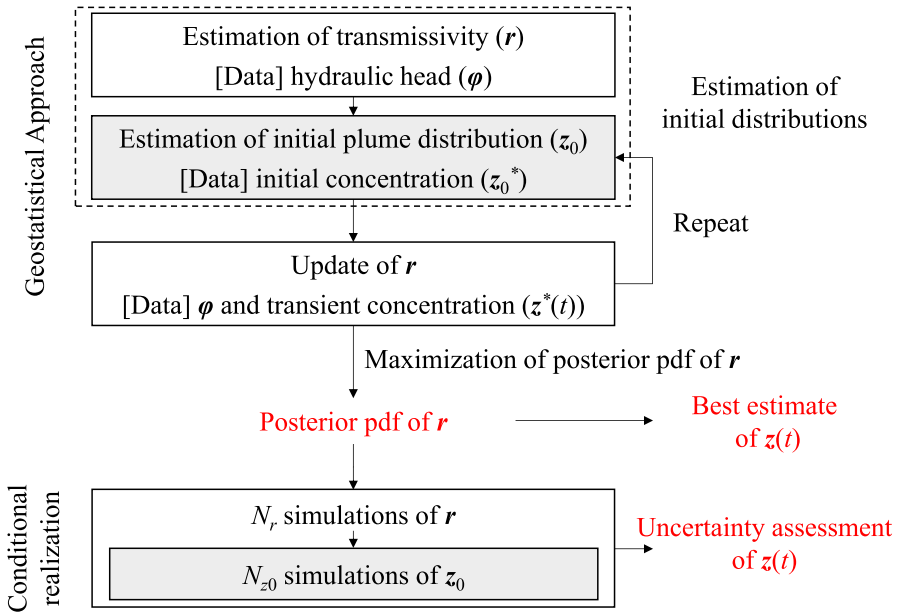 Geostatistical Approach
Estimation of transmissivity (r)
[Data] hydraulic head (φ)
Estimation of initial plume distribution (z₀)
[Data] initial concentration (z₀*)
Estimation of
initial distributions
Repeat
Update of r
[Data] φ and transient concentration (z*(t))
Maximization of posterior pdf of r
Posterior pdf of r
Best estimate
of z(t)
Conditional
realization
Nᵣ simulations of r
N_z0 simulations of z₀
Uncertainty assessment
of z(t)